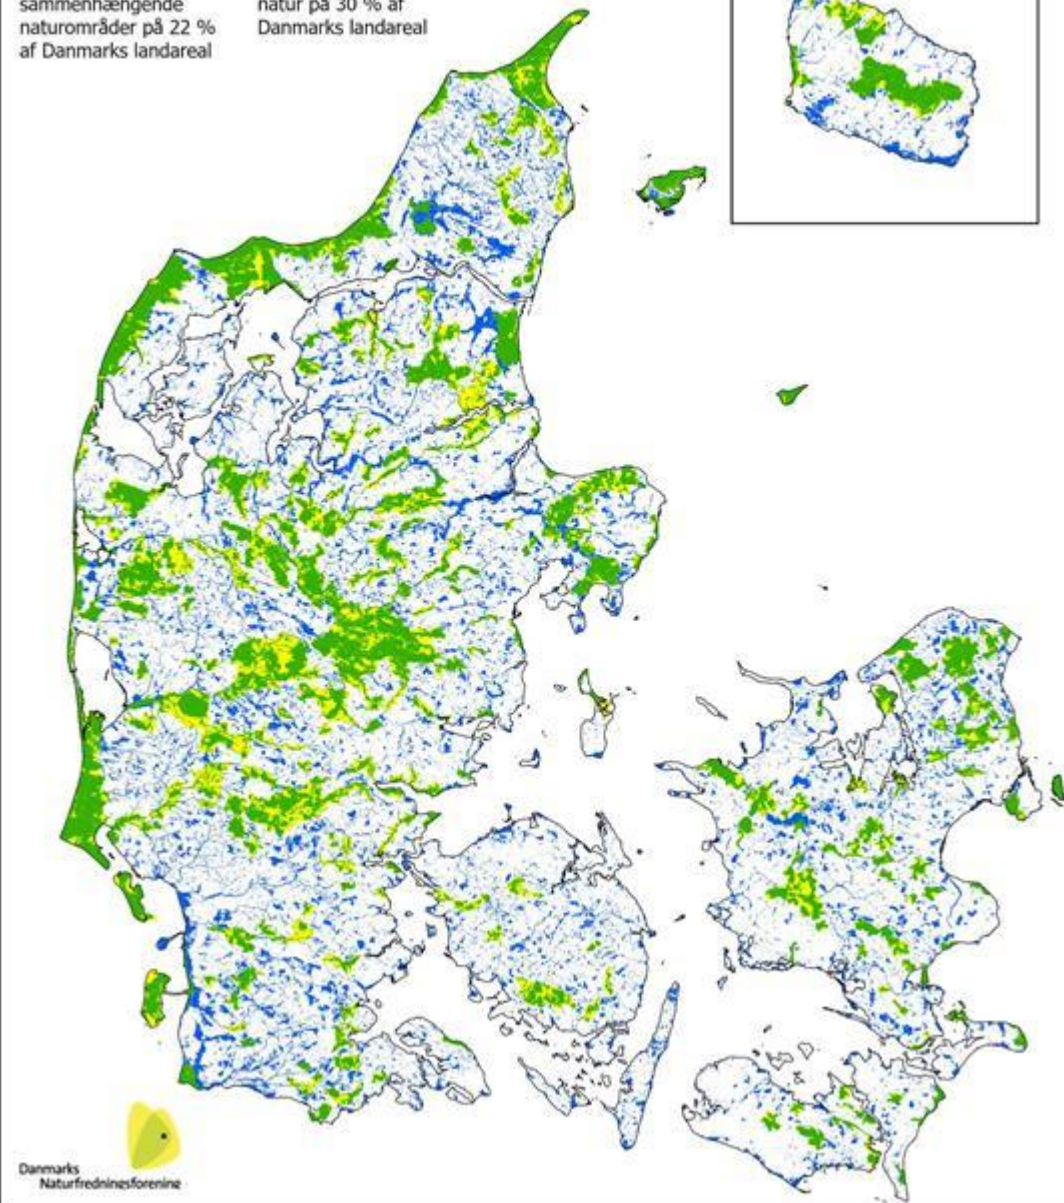 sammenhængende
naturområder på 22 %
af Danmarks landareal
natur på 30 % af
Danmarks landareal
Danmarks
Naturfredningsforening